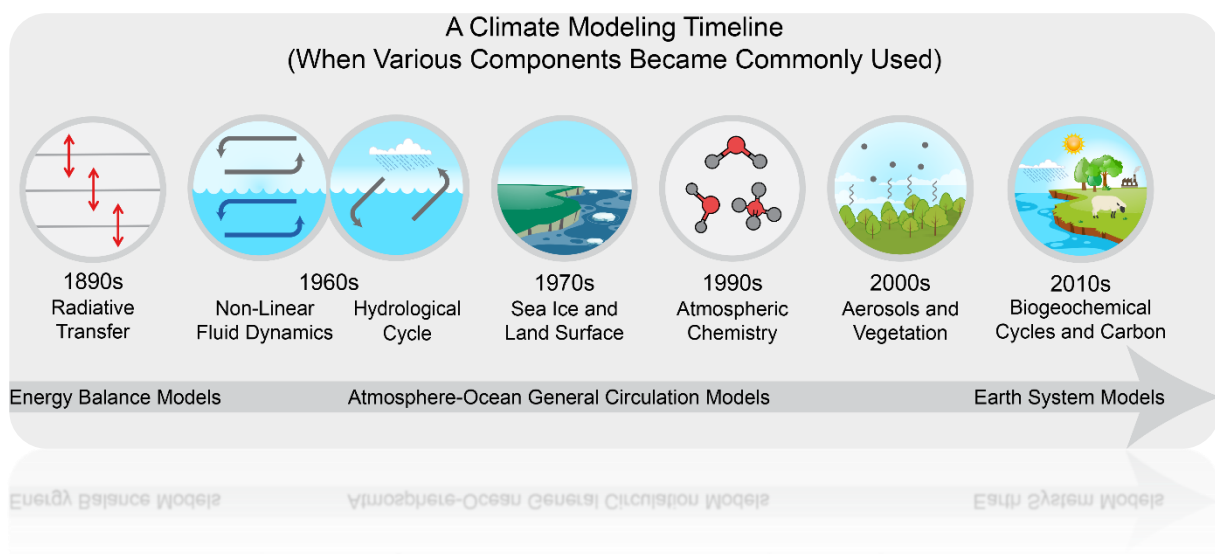 A Climate Modeling Timeline
(When Various Components Became Commonly Used)
1890s
Radiative
Transfer
1960s
Non-Linear
Fluid Dynamics
Hydrological
Cycle
1970s
Sea Ice and
Land Surface
1990s
Atmospheric
Chemistry
2000s
Aerosols and
Vegetation
2010s
Biogeochemical
Cycles and Carbon
Energy Balance Models
Atmosphere-Ocean General Circulation Models
Earth System Models